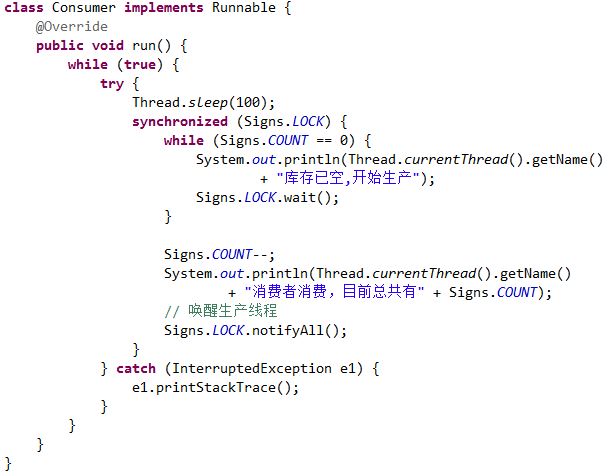 class Consumer implements Runnable {
    @Override
    public void run() {
        while (true) {
            try {
                Thread.sleep(100);
                synchronized (Signs.LOCK) {
                    while (Signs.COUNT == 0) {
                        System.out.println(Thread.currentThread().getName()
                                + "库存已空,开始生产");
                        Signs.LOCK.wait();
                    }

                    Signs.COUNT--;
                    System.out.println(Thread.currentThread().getName()
                            + "消费者消费，目前总共有" + Signs.COUNT);
                    // 唤醒生产线程
                    Signs.LOCK.notifyAll();
                }
            } catch (InterruptedException e1) {
                e1.printStackTrace();
            }
        }
    }
}